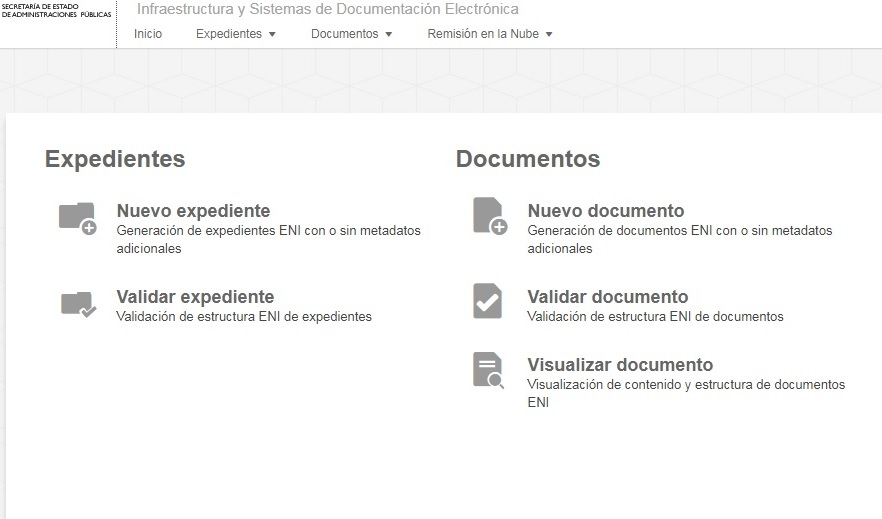 SECRETARÍA DE ESTADO
DE ADMINISTRACIONES PÚBLICAS
Infraestructura y Sistemas de Documentación Electrónica
Inicio
Expedientes
Documentos
Remisión en la Nube
Expedientes
Nuevo expediente
Generación de expedientes ENI con o sin metadatos
adicionales
Validar expediente
Validación de estructura ENI de expedientes
Documentos
Nuevo documento
Generación de documentos ENI con o sin metadatos
adicionales
Validar documento
Validación de estructura ENI de documentos
Visualizar documento
Visualización de contenido y estructura de documentos
ENI